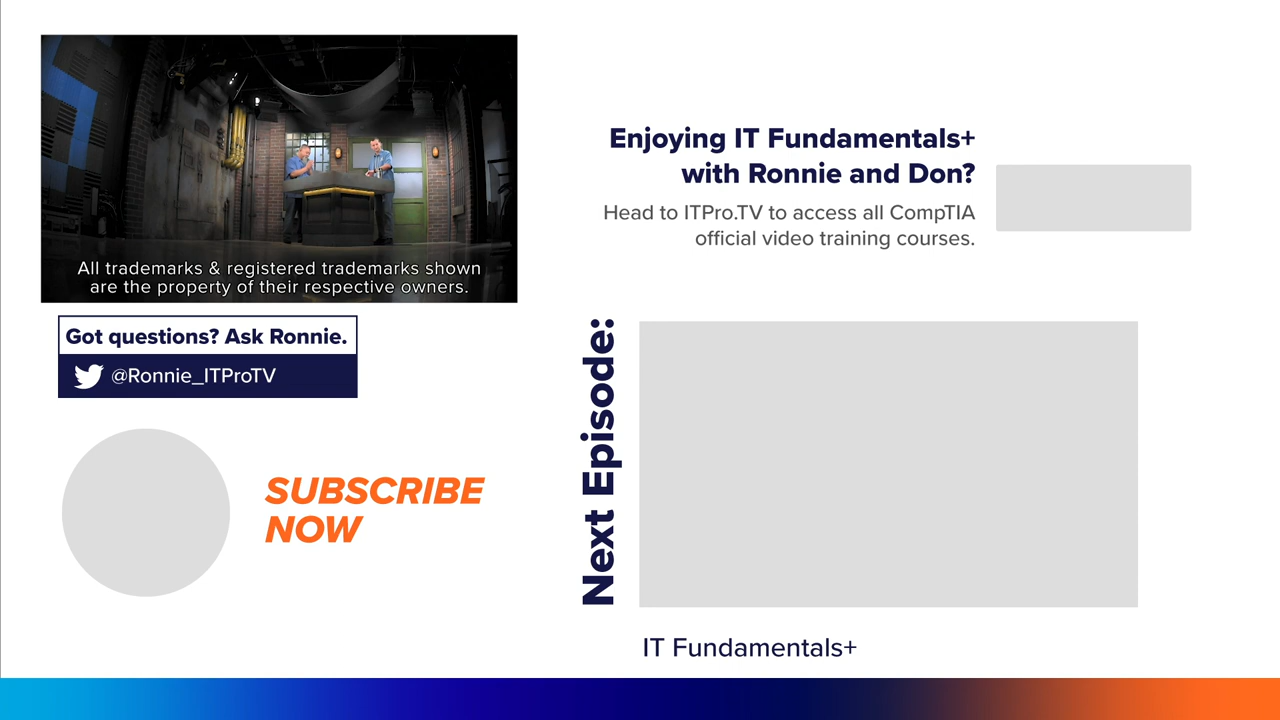 All trademarks & registered trademarks shown
are the property of their respective owners.
Got questions? Ask Ronnie.
@Ronnie_ITProTV
SUBSCRIBE
NOW
Enjoying IT Fundamentals+
with Ronnie and Don?
Head to ITPro.TV to access all CompTIA
official video training courses.
Next Episode:
IT Fundamentals+